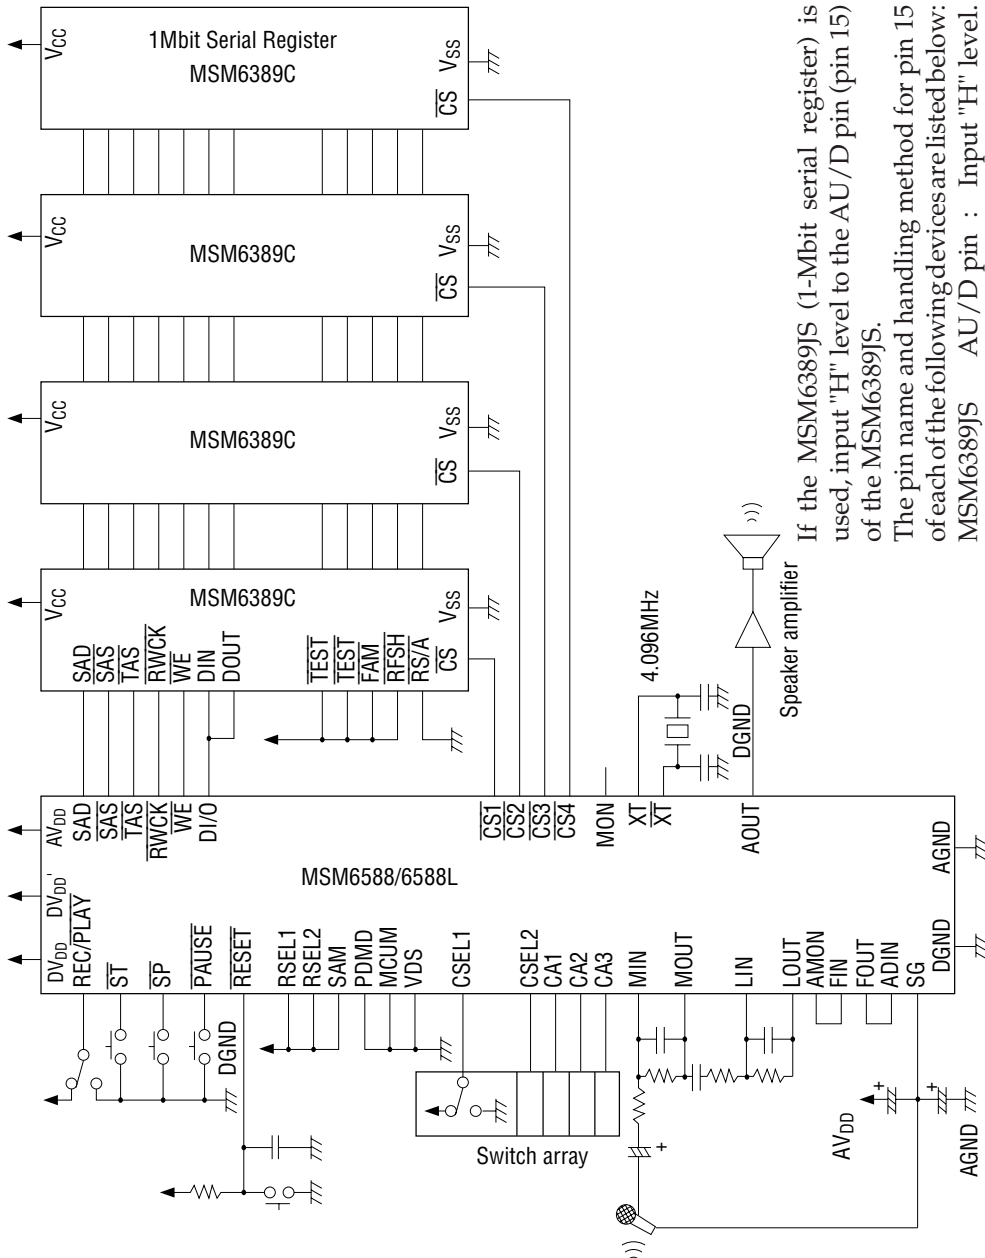 VCC
1Mbit Serial Register
MSM6389C
VSS
CS
VCC
MSM6389C
VSS
CS
VCC
MSM6389C
VSS
CS
VCC
MSM6389C
SAD
SAS
TAS
RWCK
WE
DIN
DOUT
TEST
TEST
FAM
RFSH
RS/A
VSS
CS
DVDD
DVDD'
AVDD
REC/PLAY
ST
SP
PAUSE
RESET
RSEL1
RSEL2
SAM
PDMD
MCUM
VDS
CSEL1
CSEL2
CA1
CA2
CA3
MIN
MOUT
LIN
LOUT
AMON
FIN
FOUT
ADIN
SG
MSM6588/6588L
SAD
SAS
TAS
RWCK
WE
DI/O
CS1
CS2
CS3
CS4
MON
XT
XT
AOUT
DGND
AGND
DGND
Switch array
+
+
+
AVDD
AGND
4.096MHz
DGND
Speaker amplifier
If the MSM6389JS (1-Mbit serial register) is
used, input "H" level to the AU/D pin (pin 15)
of the MSM6389JS.
The pin name and handling method for pin 15
of each of the following devices are listed below:
MSM6389JS AU/D pin : Input "H" level.